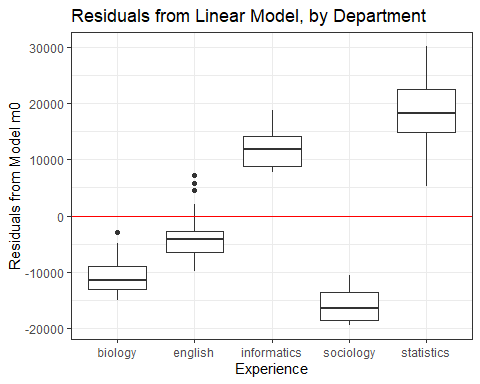 Residuals from Linear Model, by Department
Residuals from Model m0
30000
20000
10000
0
-10000
-20000
biology english informatics sociology statistics
Experience